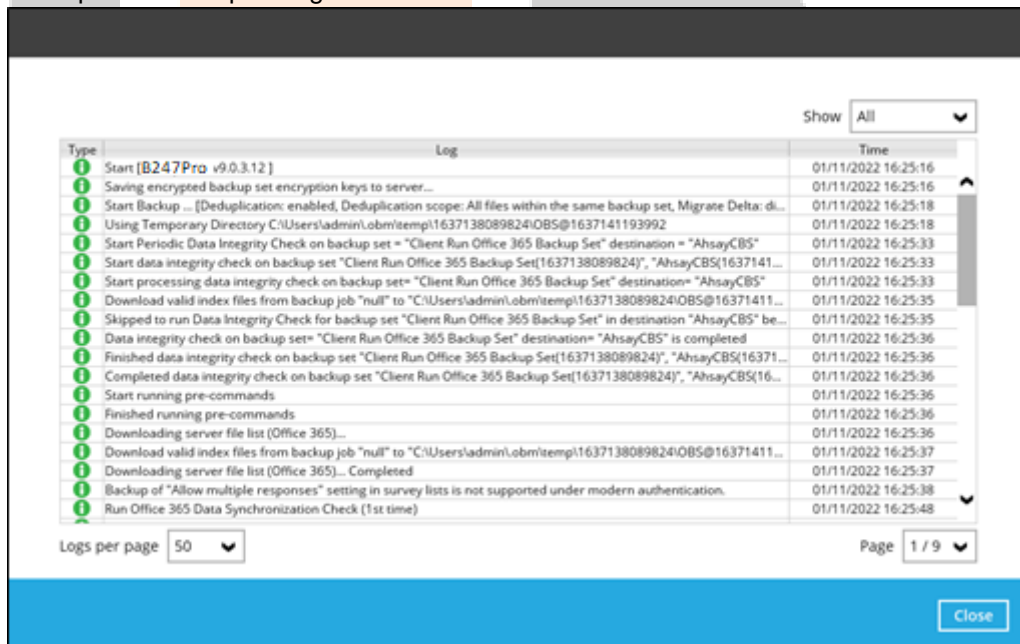 Show All
Type Log Time
Start [B247Pro v9.0.3.12 ] 01/11/2022 16:25:16
Saving encrypted backup set encryption keys to server... 01/11/2022 16:25:16
Start Backup ... [Deduplication: enabled, Deduplication scope: All files within the same backup set, Migrate Delta: di... 01/11/2022 16:25:18
Using Temporary Directory C:\Users\admin\.obm\temp\1637138089824\OBS@1637141193992 01/11/2022 16:25:18
Start Periodic Data Integrity Check on backup set = "Client Run Office 365 Backup Set" destination = "AhsayCBS" 01/11/2022 16:25:33
Start data integrity check on backup set "Client Run Office 365 Backup Set(1637138089824)", "AhsayCBS(1637141... 01/11/2022 16:25:33
Start processing data integrity check on backup set= "Client Run Office 365 Backup Set" destination= "AhsayCBS" 01/11/2022 16:25:33
Download valid index files from backup job "null" to "C:\Users\admin\.obm\temp\1637138089824\OBS@16371411... 01/11/2022 16:25:35
Skipped to run Data Integrity Check for backup set "Client Run Office 365 Backup Set" in destination "AhsayCBS" be... 01/11/2022 16:25:35
Data integrity check on backup set= "Client Run Office 365 Backup Set" destination= "AhsayCBS" is completed 01/11/2022 16:25:36
Finished data integrity check on backup set "Client Run Office 365 Backup Set(1637138089824)", "AhsayCBS(16371... 01/11/2022 16:25:36
Completed data integrity check on backup set "Client Run Office 365 Backup Set(1637138089824)", "AhsayCBS(16... 01/11/2022 16:25:36
Start running pre-commands 01/11/2022 16:25:36
Finished running pre-commands 01/11/2022 16:25:36
Downloading server file list (Office 365)... 01/11/2022 16:25:36
Download valid index files from backup job "null" to "C:\Users\admin\.obm\temp\1637138089824\OBS@16371411... 01/11/2022 16:25:37
Downloading server file list (Office 365)... Completed 01/11/2022 16:25:37
Backup of "Allow multiple responses" setting in survey lists is not supported under modern authentication. 01/11/2022 16:25:38
Run Office 365 Data Synchronization Check (1st time) 01/11/2022 16:25:48
Logs per page 50 Page 1 / 9
Close